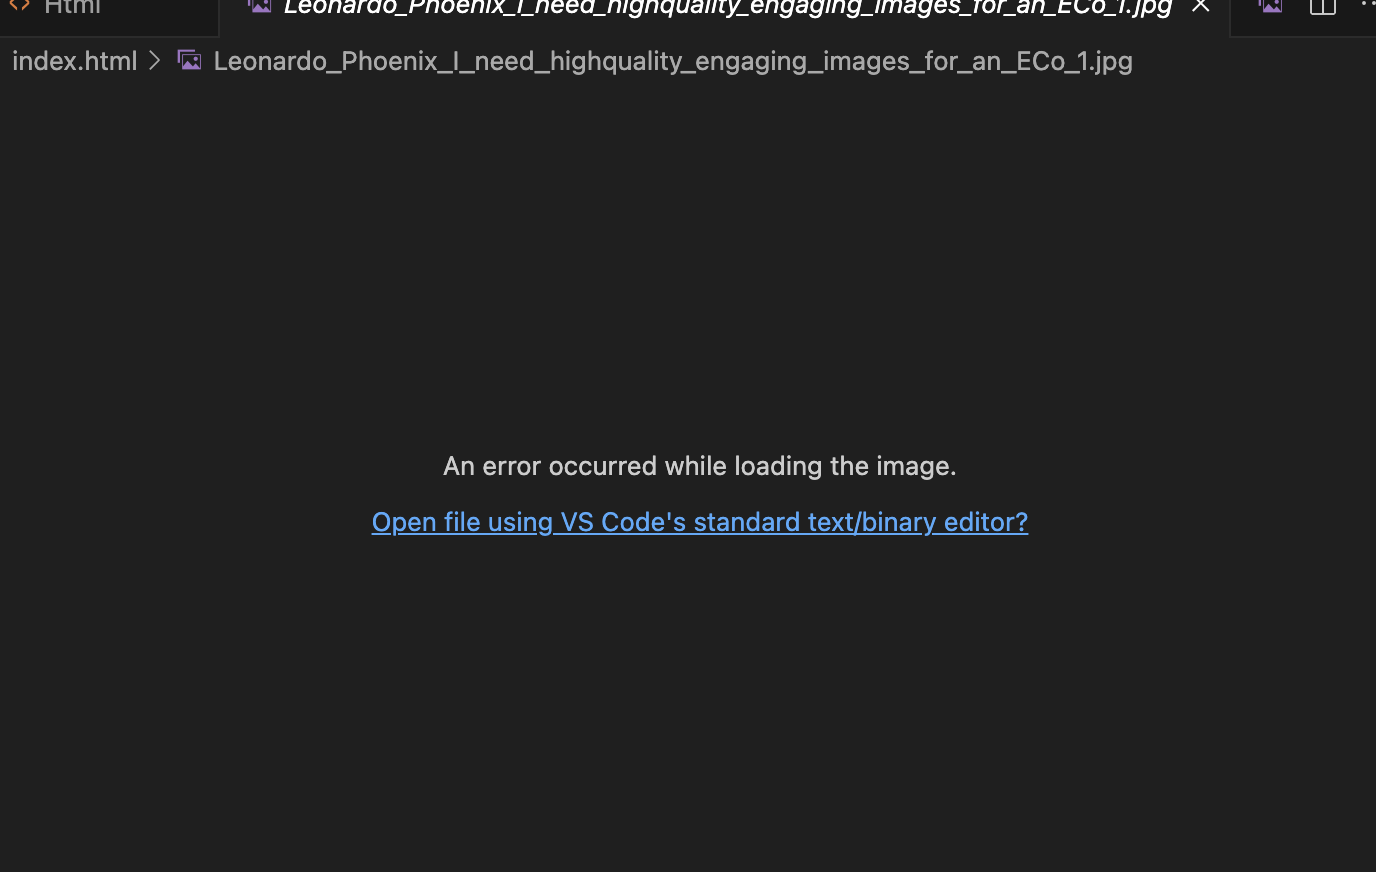 Html
Leonardo_Phoenix_I_need_highquality_engaging_images_for_an_ECo_1.jpg
index.html > Leonardo_Phoenix_I_need_highquality_engaging_images_for_an_ECo_1.jpg
An error occurred while loading the image.
Open file using VS Code's standard text/binary editor?